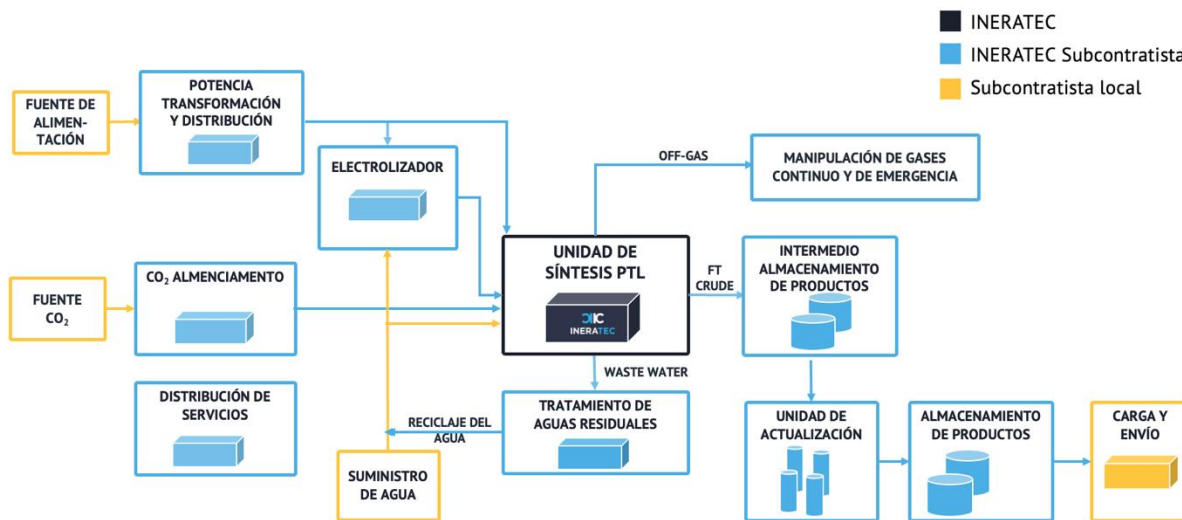 INERATEC
INERATEC Subcontratista
Subcontratista local
FUENTE DE
ALIMEN-
TACIÓN
POTENCIA
TRANSFORMACIÓN
Y DISTRIBUCIÓN
ELECTROLIZADOR
OFF-GAS
MANIPULACIÓN DE GASES
CONTINUO Y DE EMERGENCIA
FUENTE
CO₂
CO₂ ALMENCIAMENTO
UNIDAD DE
SÍNTESIS PTL
INERATEC
FT
CRUDE
INTERMEDIO
ALMACENAMIENTO
DE PRODUCTOS
WASTE WATER
DISTRIBUCIÓN DE
SERVICIOS
RECICLAJE DEL
AGUA
TRATAMIENTO DE
AGUAS RESIDUALES
SUMINISTRO
DE AGUA
UNIDAD DE
ACTUALIZACIÓN
ALMACENAMIENTO
DE PRODUCTOS
CARGA Y
ENVÍO